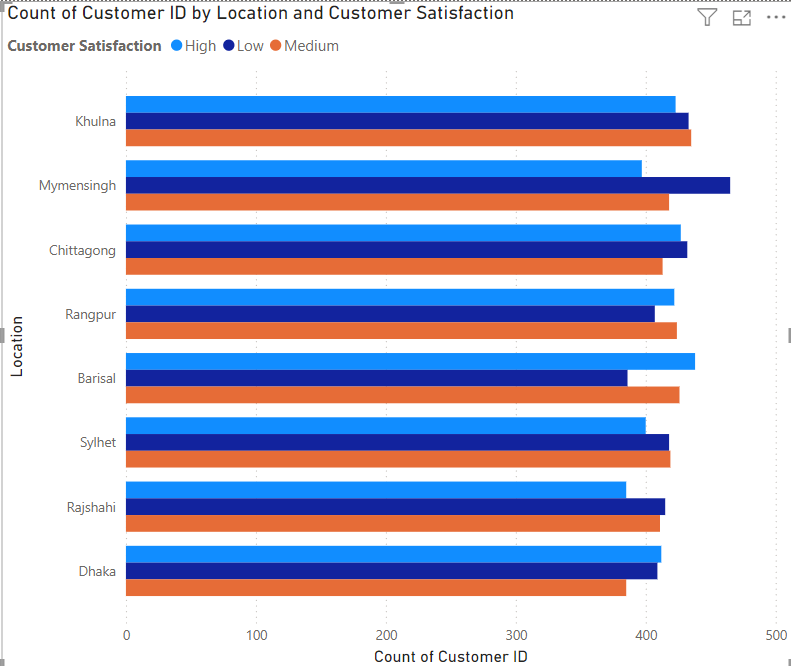 Count of Customer ID by Location and Customer Satisfaction
Customer Satisfaction High Low Medium
Khulna
Mymensingh
Chittagong
Rangpur
Location
Barisal
Sylhet
Rajshahi
Dhaka
0 100 200 300 400 500
Count of Customer ID